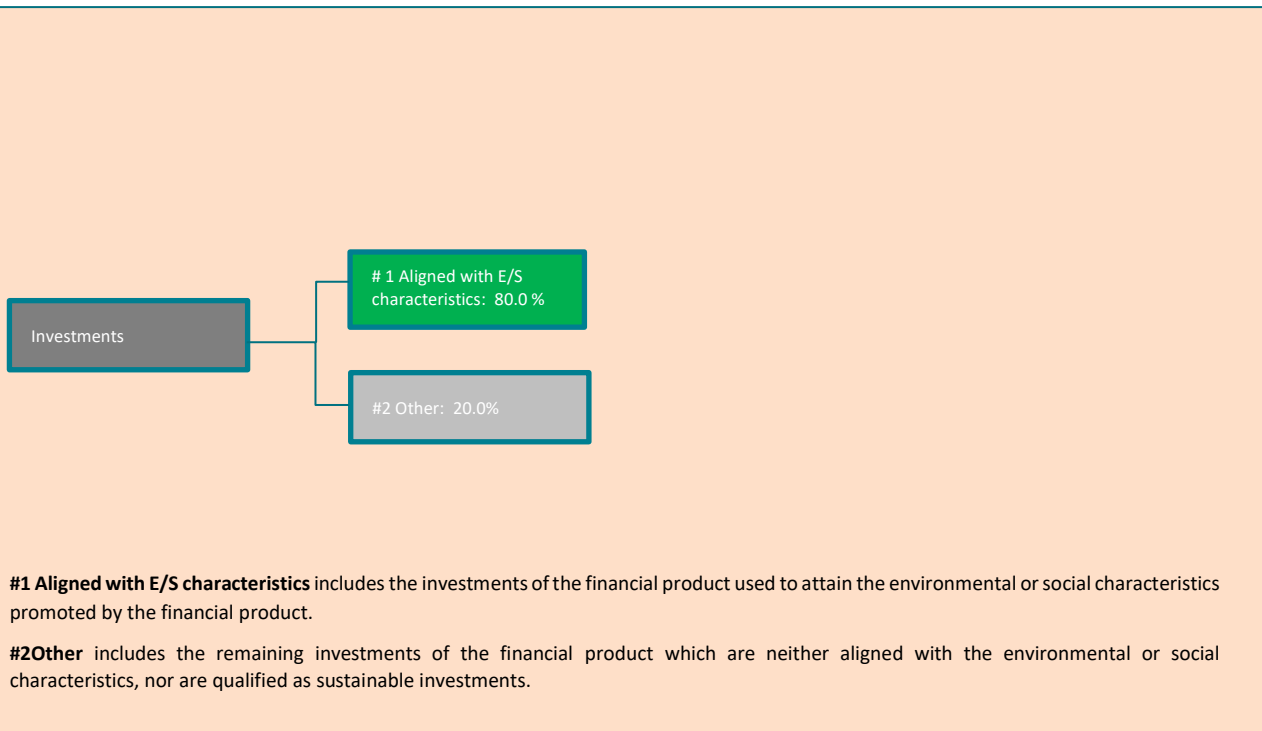 # 1 Aligned with E/S
characteristics: 80.0 %
Investments
#2 Other: 20.0%
#1 Aligned with E/S characteristics includes the investments of the financial product used to attain the environmental or social characteristics
promoted by the financial product.
#2Other includes the remaining investments of the financial product which are neither aligned with the environmental or social
characteristics, nor are qualified as sustainable investments.